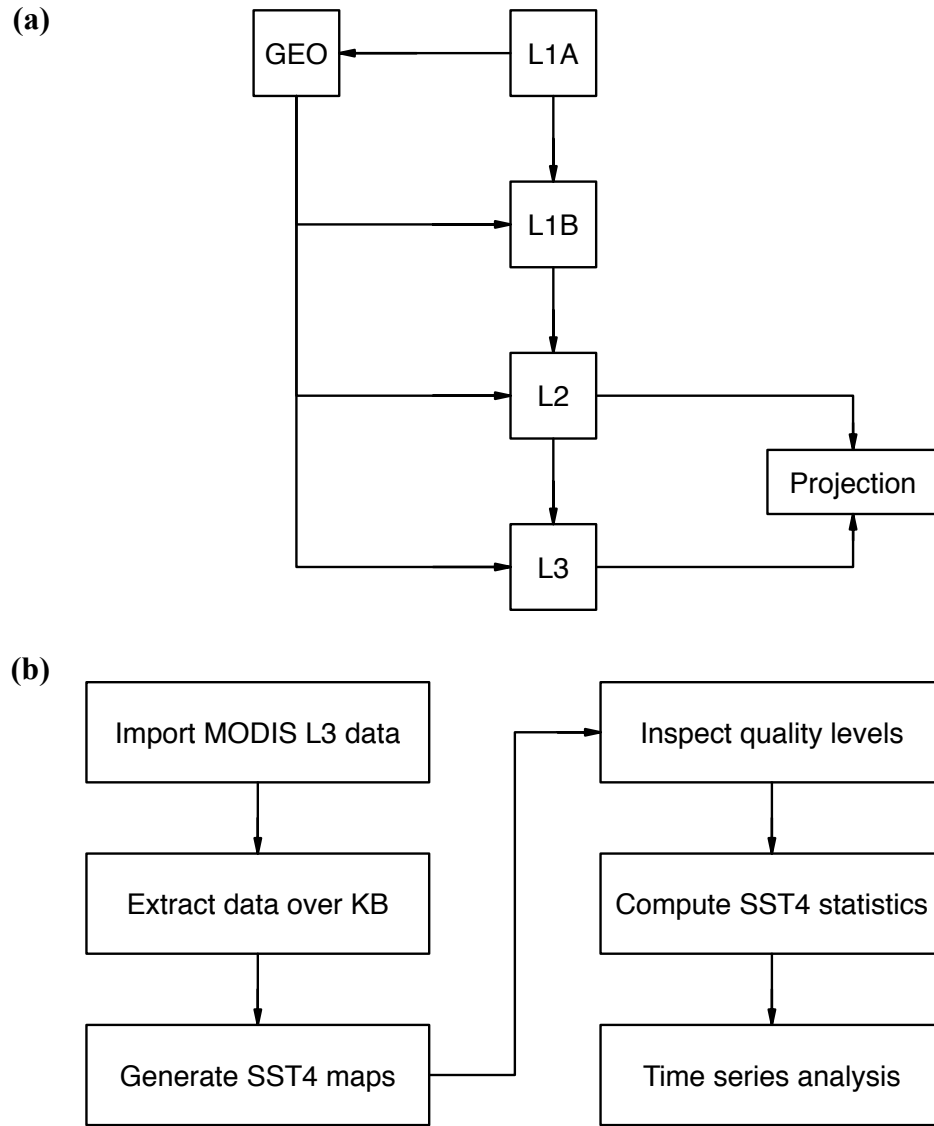 (a)
GEO
L1A
L1B
L2
Projection
L3
(b)
Import MODIS L3 data
Extract data over KB
Generate SST4 maps
Inspect quality levels
Compute SST4 statistics
Time series analysis